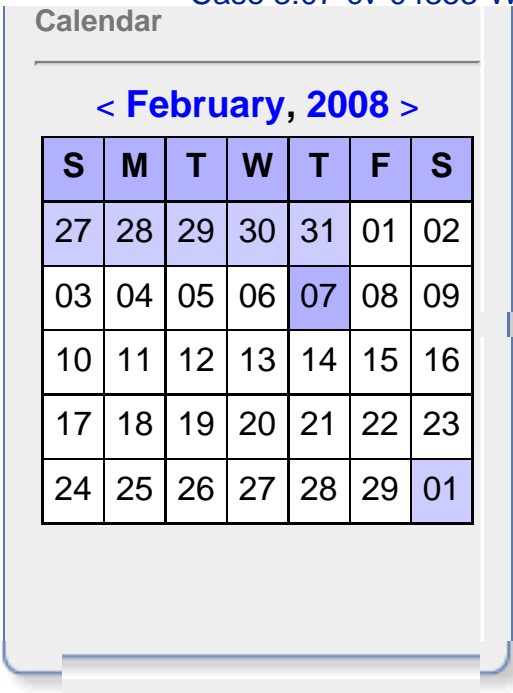 Calendar
< February, 2008 >
S M T W T F S
27 28 29 30 31 01 02
03 04 05 06 07 08 09
10 11 12 13 14 15 16
17 18 19 20 21 22 23
24 25 26 27 28 29 01